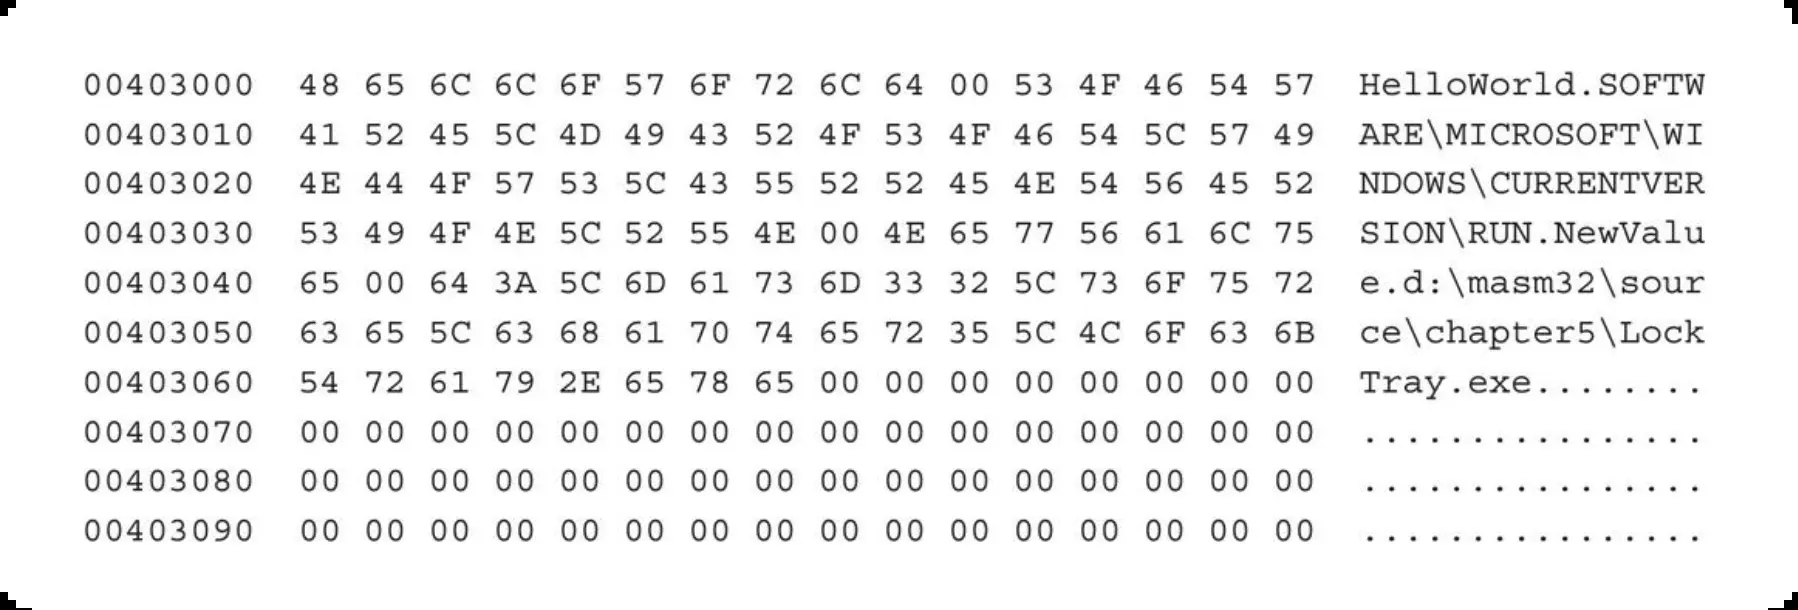 00403000 48 65 6C 6C 6F 57 6F 72 6C 64 00 53 4F 46 54 57 HelloWorld.SOFTW
00403010 41 52 45 5C 4D 49 43 52 4F 53 4F 46 54 5C 57 49 ARE\MICROSOFT\WI
00403020 4E 44 4F 57 53 5C 43 55 52 52 45 4E 54 56 45 52 NDOWS\CURRENTVER
00403030 53 49 4F 4E 5C 52 55 4E 00 4E 65 77 56 61 6C 75 SION\RUN.NewValu
00403040 65 00 64 3A 5C 6D 61 73 6D 33 32 5C 73 6F 75 72 e.d:\masm32\sour
00403050 63 65 5C 63 68 61 70 74 65 72 35 5C 4C 6F 63 6B ce\chapter5\Lock
00403060 54 72 61 79 2E 65 78 65 00 00 00 00 00 00 00 00 Tray.exe........
00403070 00 00 00 00 00 00 00 00 00 00 00 00 00 00 00 00 ................
00403080 00 00 00 00 00 00 00 00 00 00 00 00 00 00 00 00 ................
00403090 00 00 00 00 00 00 00 00 00 00 00 00 00 00 00 00 ................